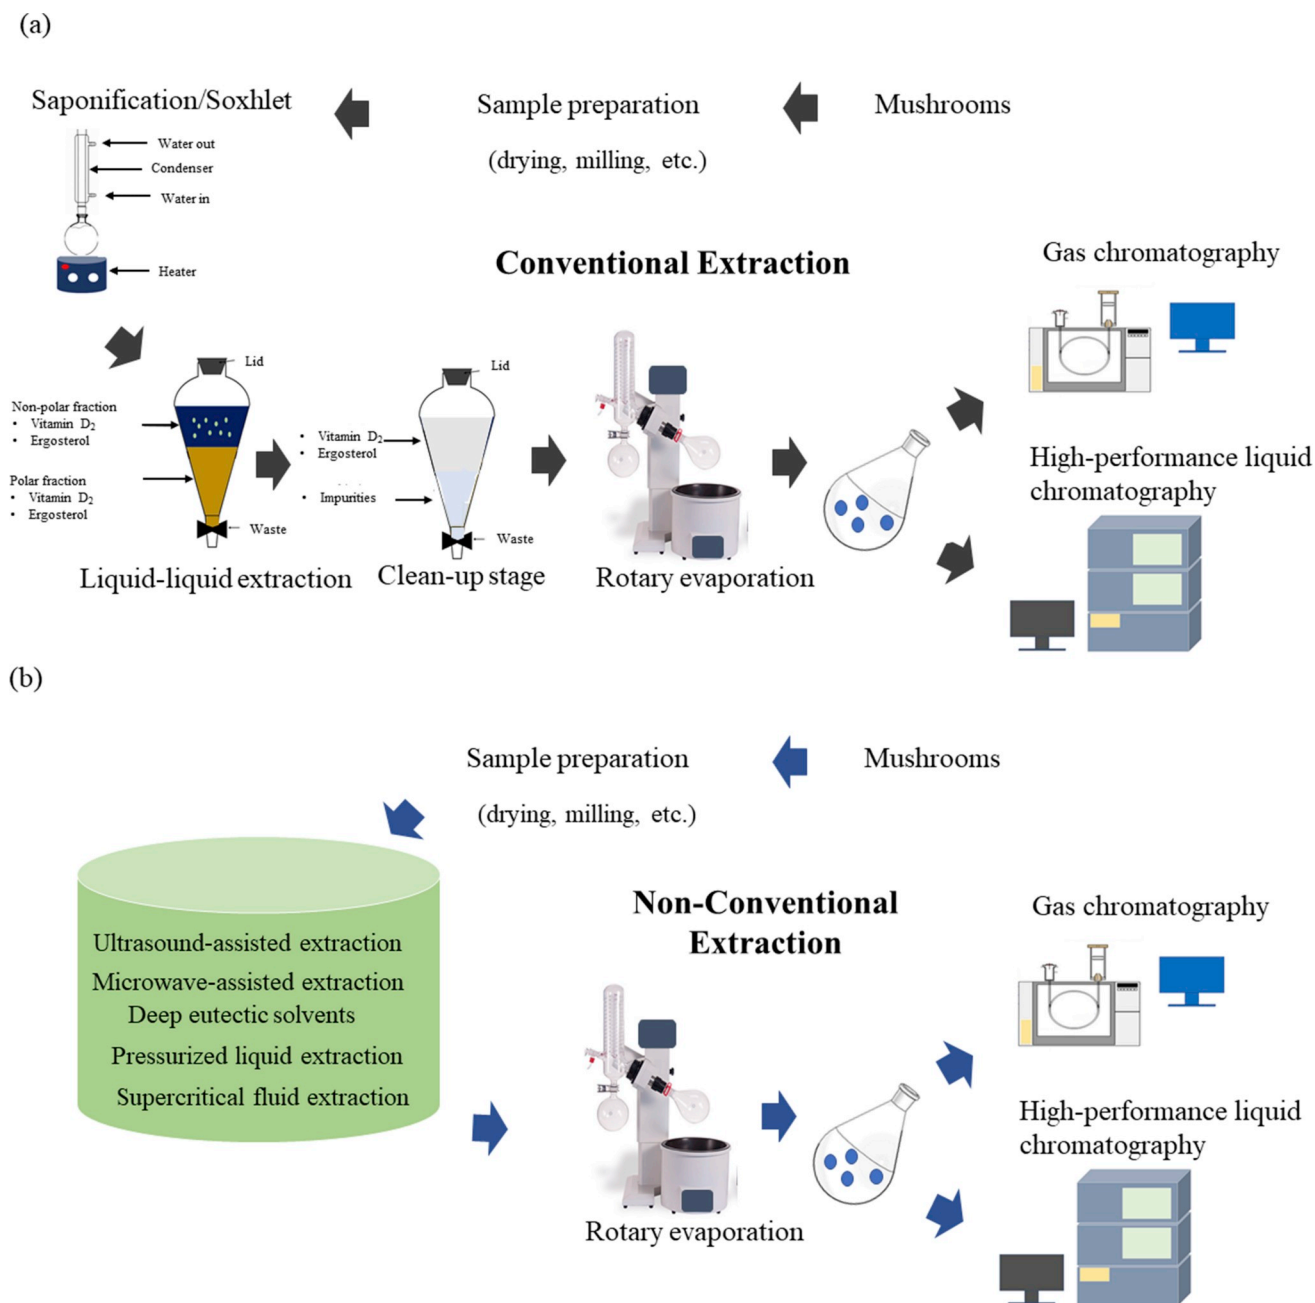 (a)
Saponification/Soxhlet
Sample preparation
(drying, milling, etc.)
Mushrooms
Water out
Condenser
Water in
Heater
Conventional Extraction
Gas chromatography
Lid
Non-polar fraction
• Vitamin D₂
• Ergosterol
Polar fraction
• Vitamin D₂
• Ergosterol
Waste
Liquid-liquid extraction
Lid
• Vitamin D₂
• Ergosterol
• Impurities
Waste
Clean-up stage
Rotary evaporation
High-performance liquid
chromatography
(b)
Sample preparation
(drying, milling, etc.)
Mushrooms
Ultrasound-assisted extraction
Microwave-assisted extraction
Deep eutectic solvents
Pressurized liquid extraction
Supercritical fluid extraction
Non-Conventional
Extraction
Rotary evaporation
Gas chromatography
High-performance liquid
chromatography